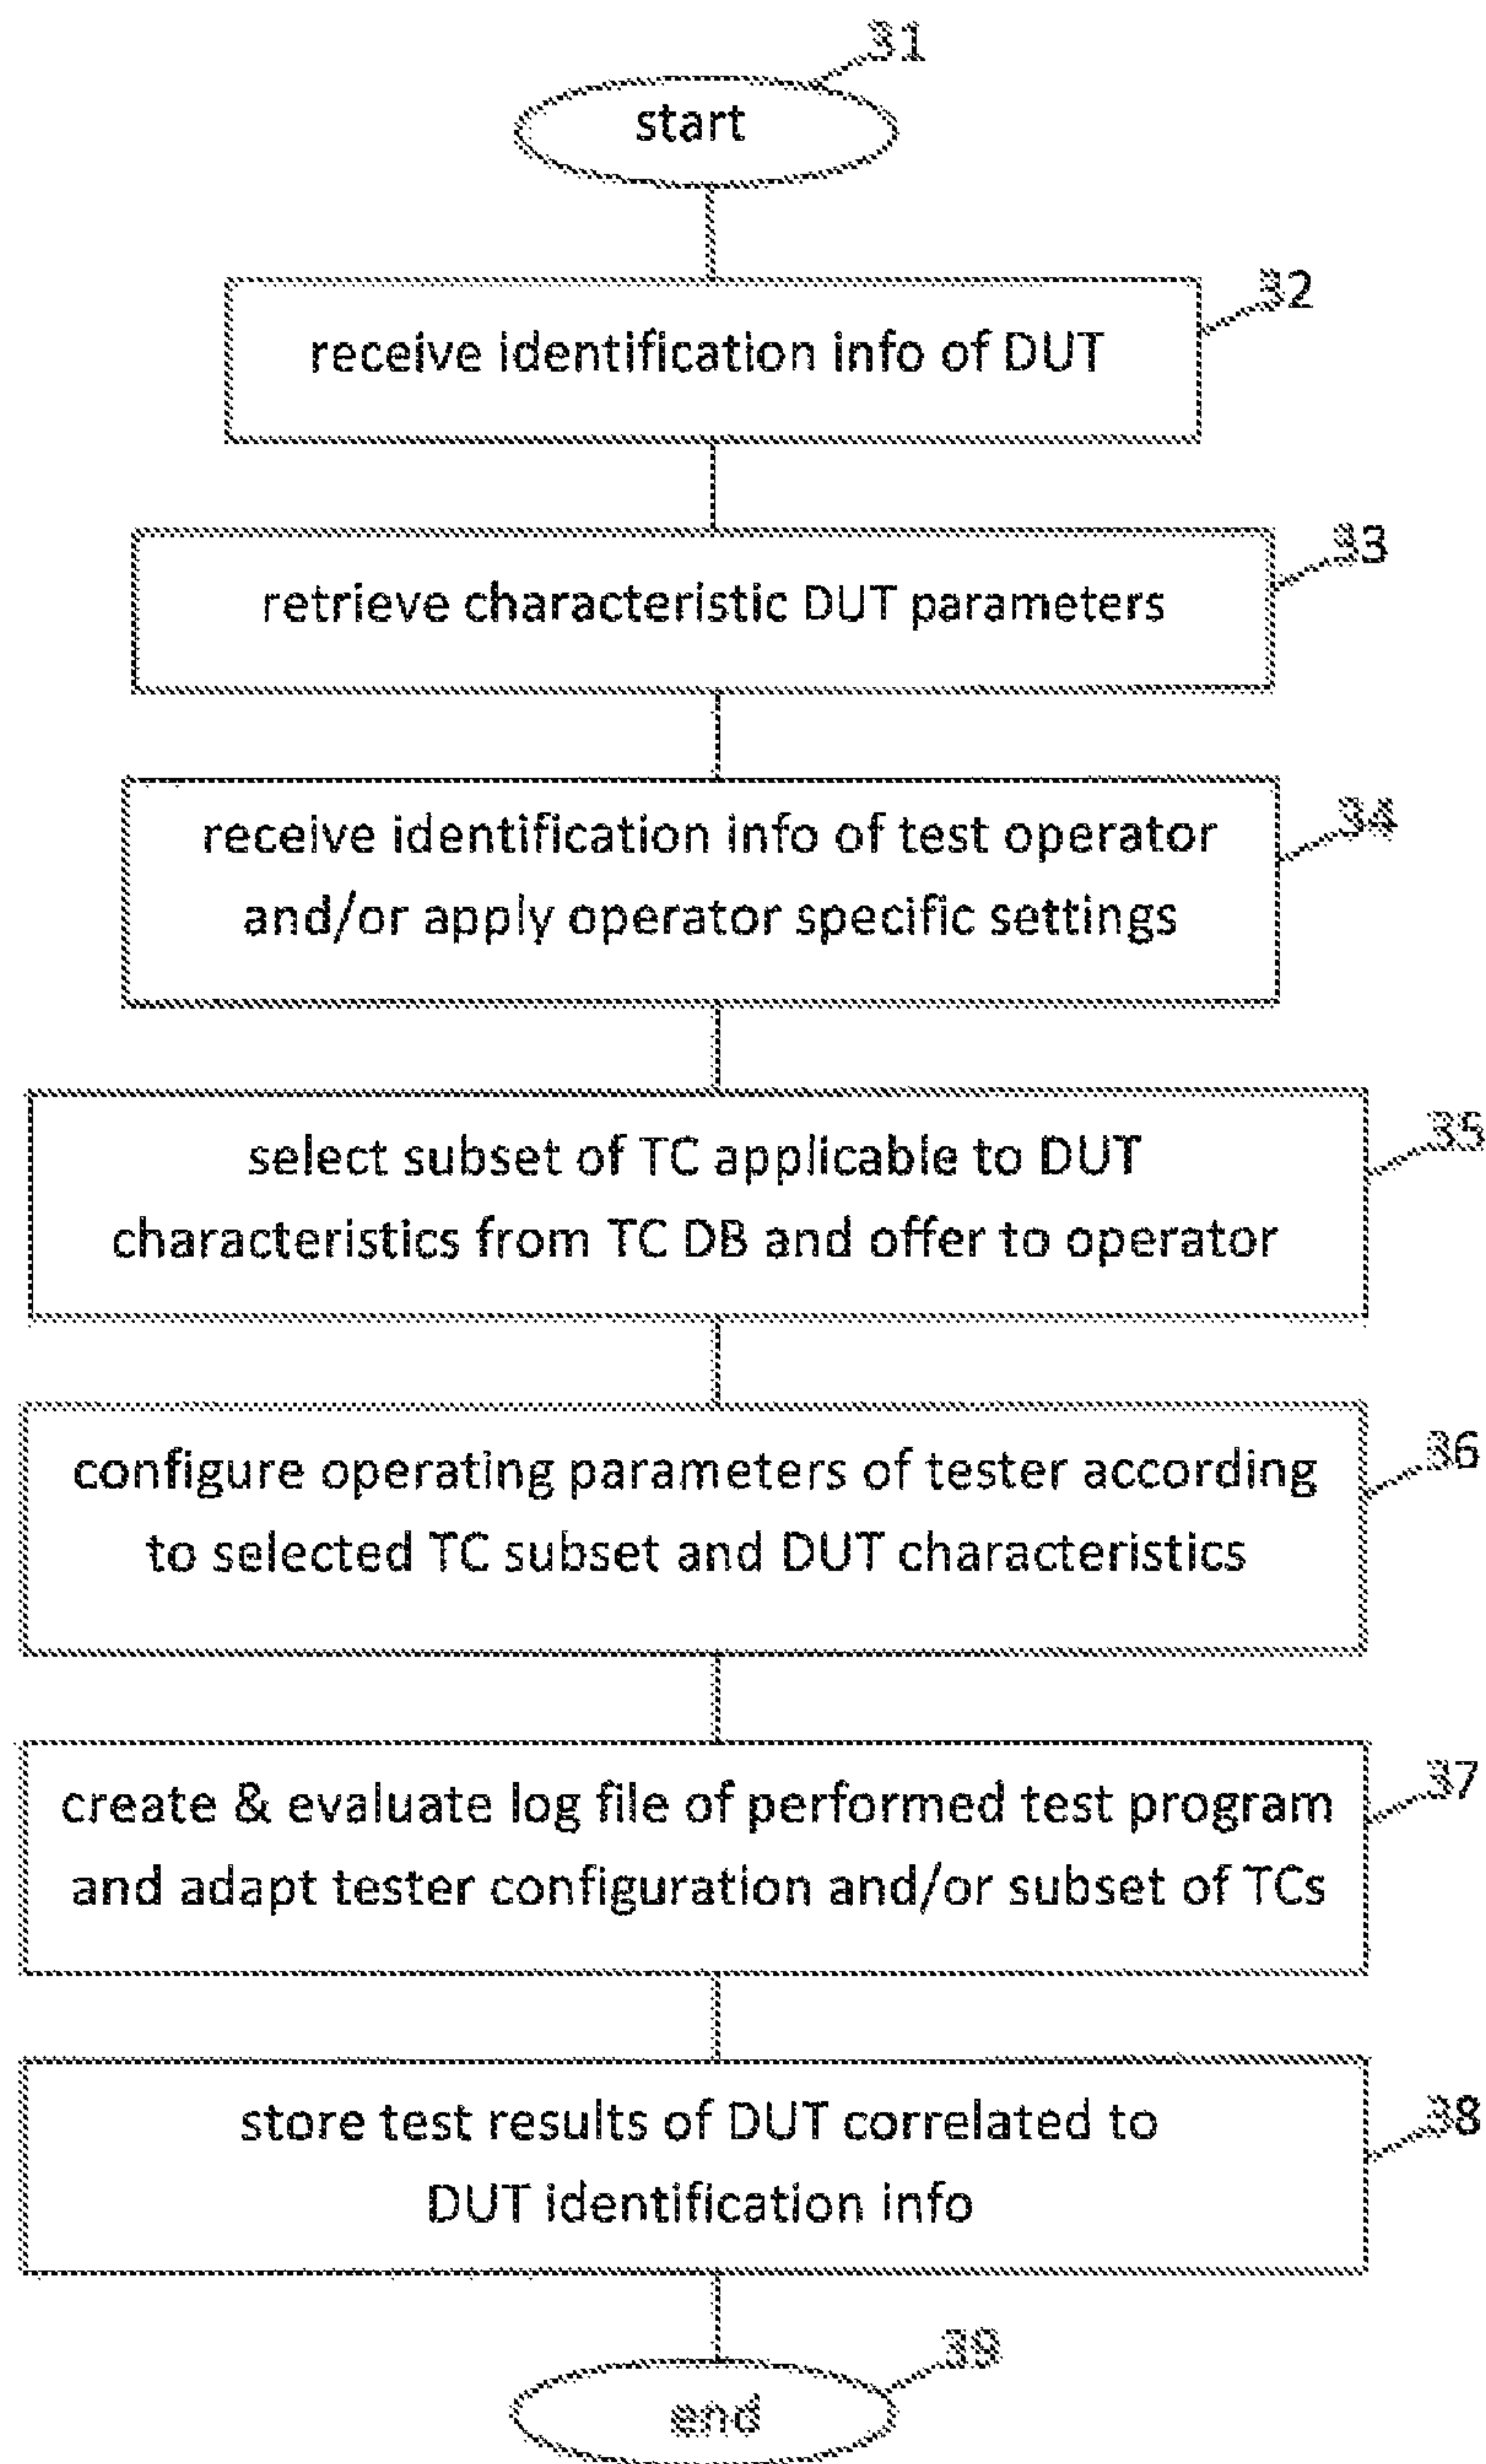 31
start
32
receive identification info of DUT
33
retrieve characteristic DUT parameters
34
receive identification info of test operator
and/or apply operator specific settings
35
select subset of TC applicable to DUT
characteristics from TC DB and offer to operator
36
configure operating parameters of tester according
to selected TC subset and DUT characteristics
37
create & evaluate log file of performed test program
and adapt tester configuration and/or subset of TCs
38
store test results of DUT correlated to
DUT identification info
39
end